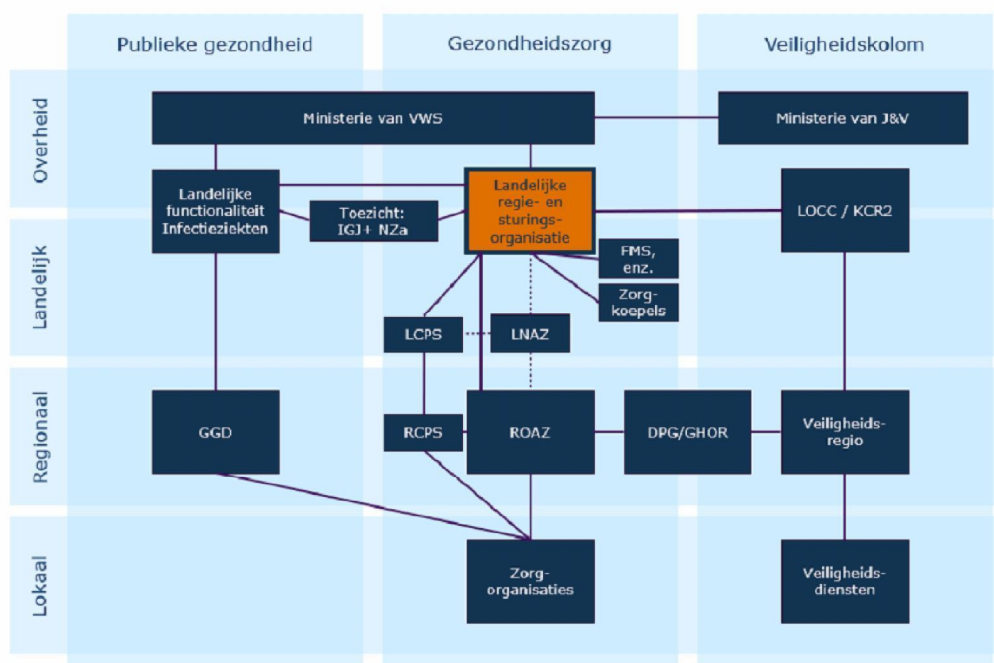 Publieke gezondheid
Gezondheidszorg
Veiligheidskolom
Overheid
Ministerie van VWS
Ministerie van J&V
Landelijke
functionaliteit
Infectieziekten
Toezicht:
IGJ+ NZa
Landelijke
regie- en
sturings-
organisatie
LOCC / KCR2
Landelijk
FMS,
enz.
Zorg-
koepels
LCPS
LNAZ
Regionaal
GGD
RCPS
ROAZ
DPG/GHOR
Veiligheids-
regio
Lokaal
Zorg-
organisaties
Veiligheids-
diensten